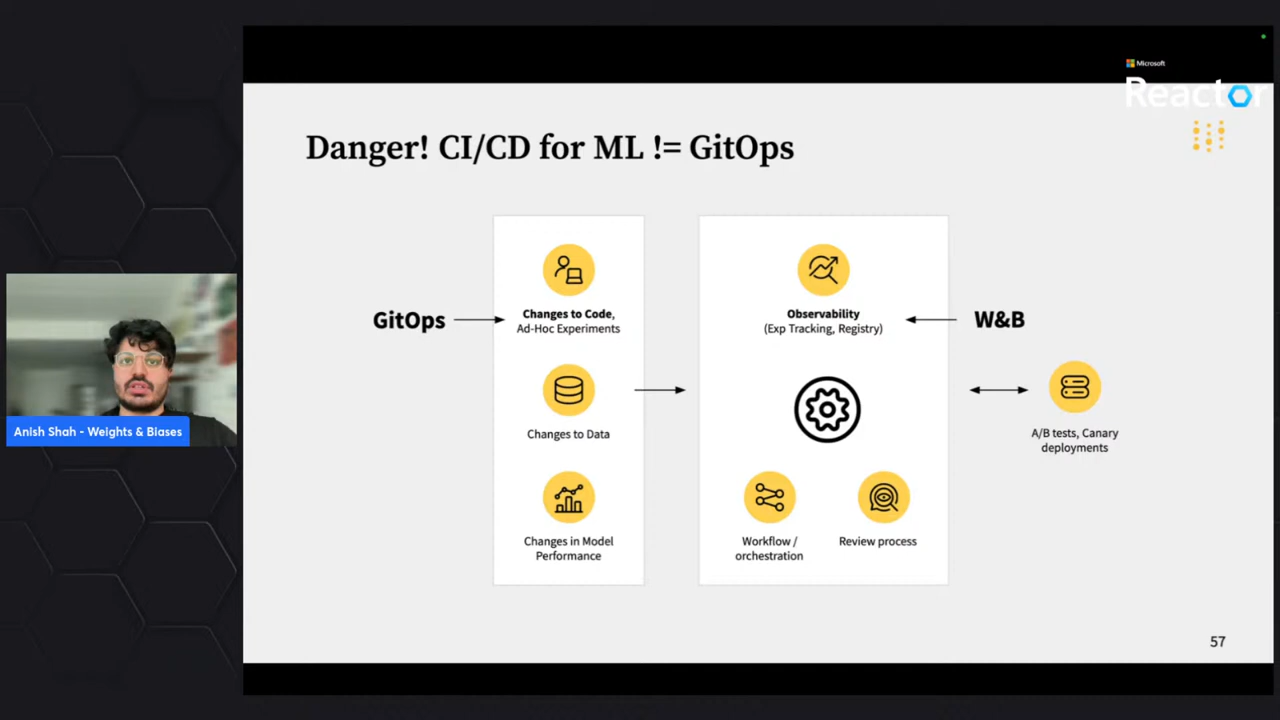 Microsoft
Reactor
Danger! CI/CD for ML != GitOps
GitOps
Changes to Code,
Ad-Hoc Experiments
Changes to Data
Changes in Model
Performance
Observability
(Exp Tracking, Registry)
Workflow /
orchestration
Review process
W&B
A/B tests, Canary
deployments
Anish Shah - Weights & Biases
57